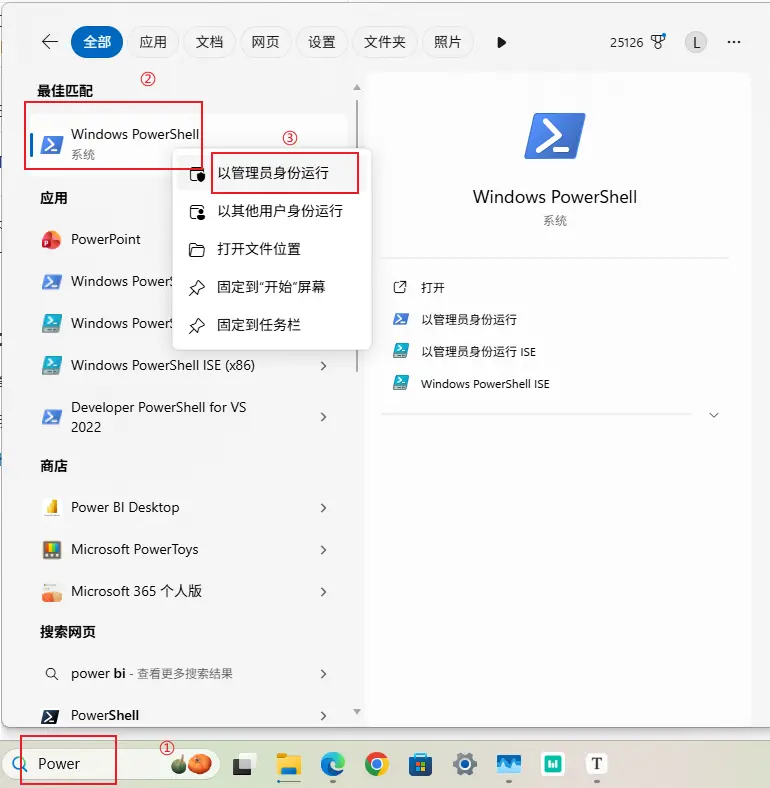 全部
应用
文档
网页
设置
文件夹
照片
25126
L
最佳匹配
②
Windows PowerShell
系统
③
以管理员身份运行
以其他用户身份运行
打开文件位置
固定到“开始”屏幕
固定到任务栏
应用
PowerPoint
Windows PowerS
Windows PowerS
Windows PowerShell ISE (x86)
Developer PowerShell for VS
2022
商店
Power BI Desktop
Microsoft PowerToys
Microsoft 365 个人版
搜索网页
power bi - 查看更多搜索结果
PowerShell
Windows PowerShell
系统
打开
以管理员身份运行
以管理员身份运行 ISE
Windows PowerShell ISE
Power
①
T